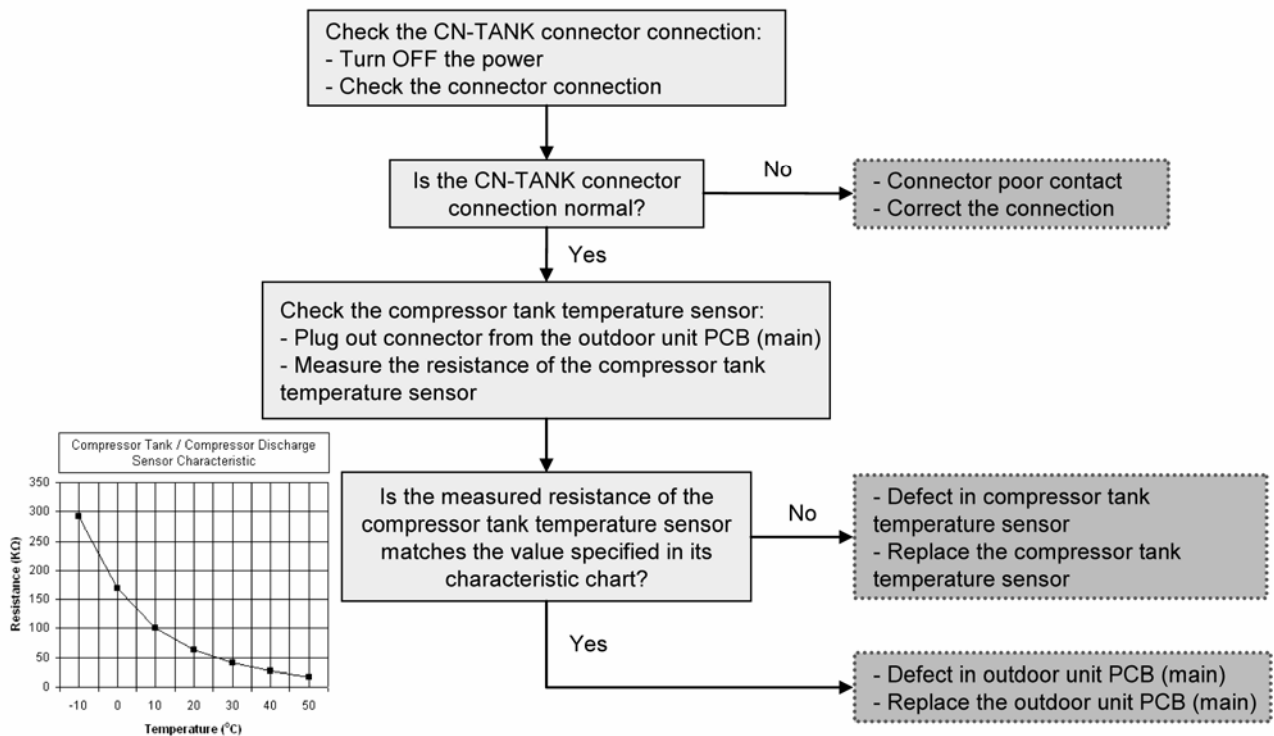 Check the CN-TANK connector connection:
- Turn OFF the power
- Check the connector connection
Is the CN-TANK connector
connection normal?
No
- Connector poor contact
- Correct the connection
Yes
Check the compressor tank temperature sensor:
- Plug out connector from the outdoor unit PCB (main)
- Measure the resistance of the compressor tank
temperature sensor
Compressor Tank / Compressor Discharge
Sensor Characteristic
Resistance (KΩ)
350
300
250
200
150
100
50
0
-10 0 10 20 30 40 50
Temperature (⁰C)
Is the measured resistance of the
compressor tank temperature sensor
matches the value specified in its
characteristic chart?
No
- Defect in compressor tank
temperature sensor
- Replace the compressor tank
temperature sensor
Yes
- Defect in outdoor unit PCB (main)
- Replace the outdoor unit PCB (main)